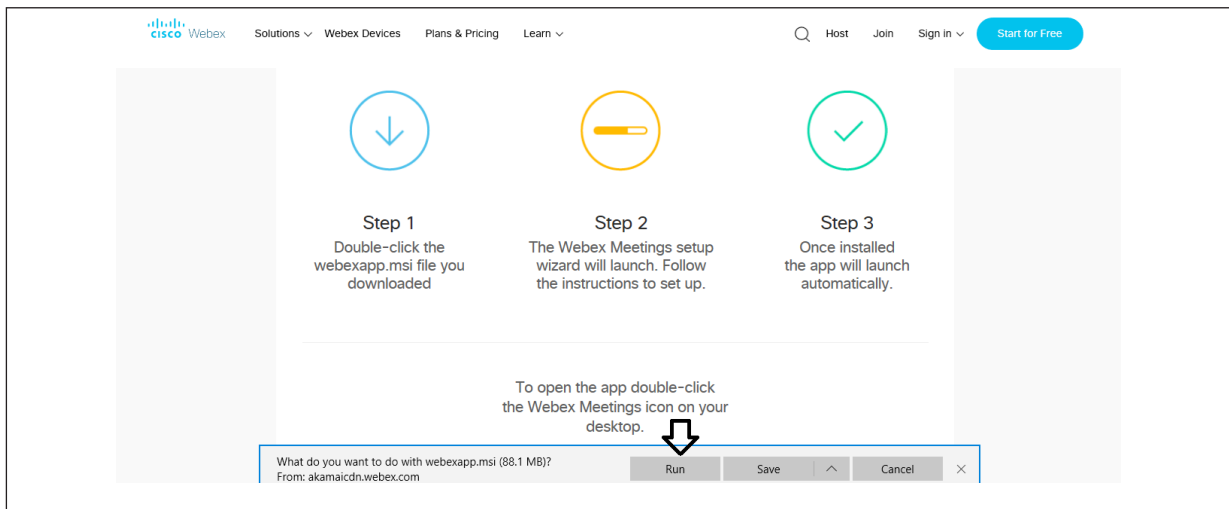 cisco Webex Solutions Webex Devices Plans & Pricing Learn Host Join Sign in Start for Free
Step 1
Double-click the
webexapp.msi file you
downloaded
Step 2
The Webex Meetings setup
wizard will launch. Follow
the instructions to set up.
Step 3
Once installed
the app will launch
automatically.
To open the app double-click
the Webex Meetings icon on your
desktop.
What do you want to do with webexapp.msi (88.1 MB)?
From: akamaicdn.webex.com
Run Save Cancel